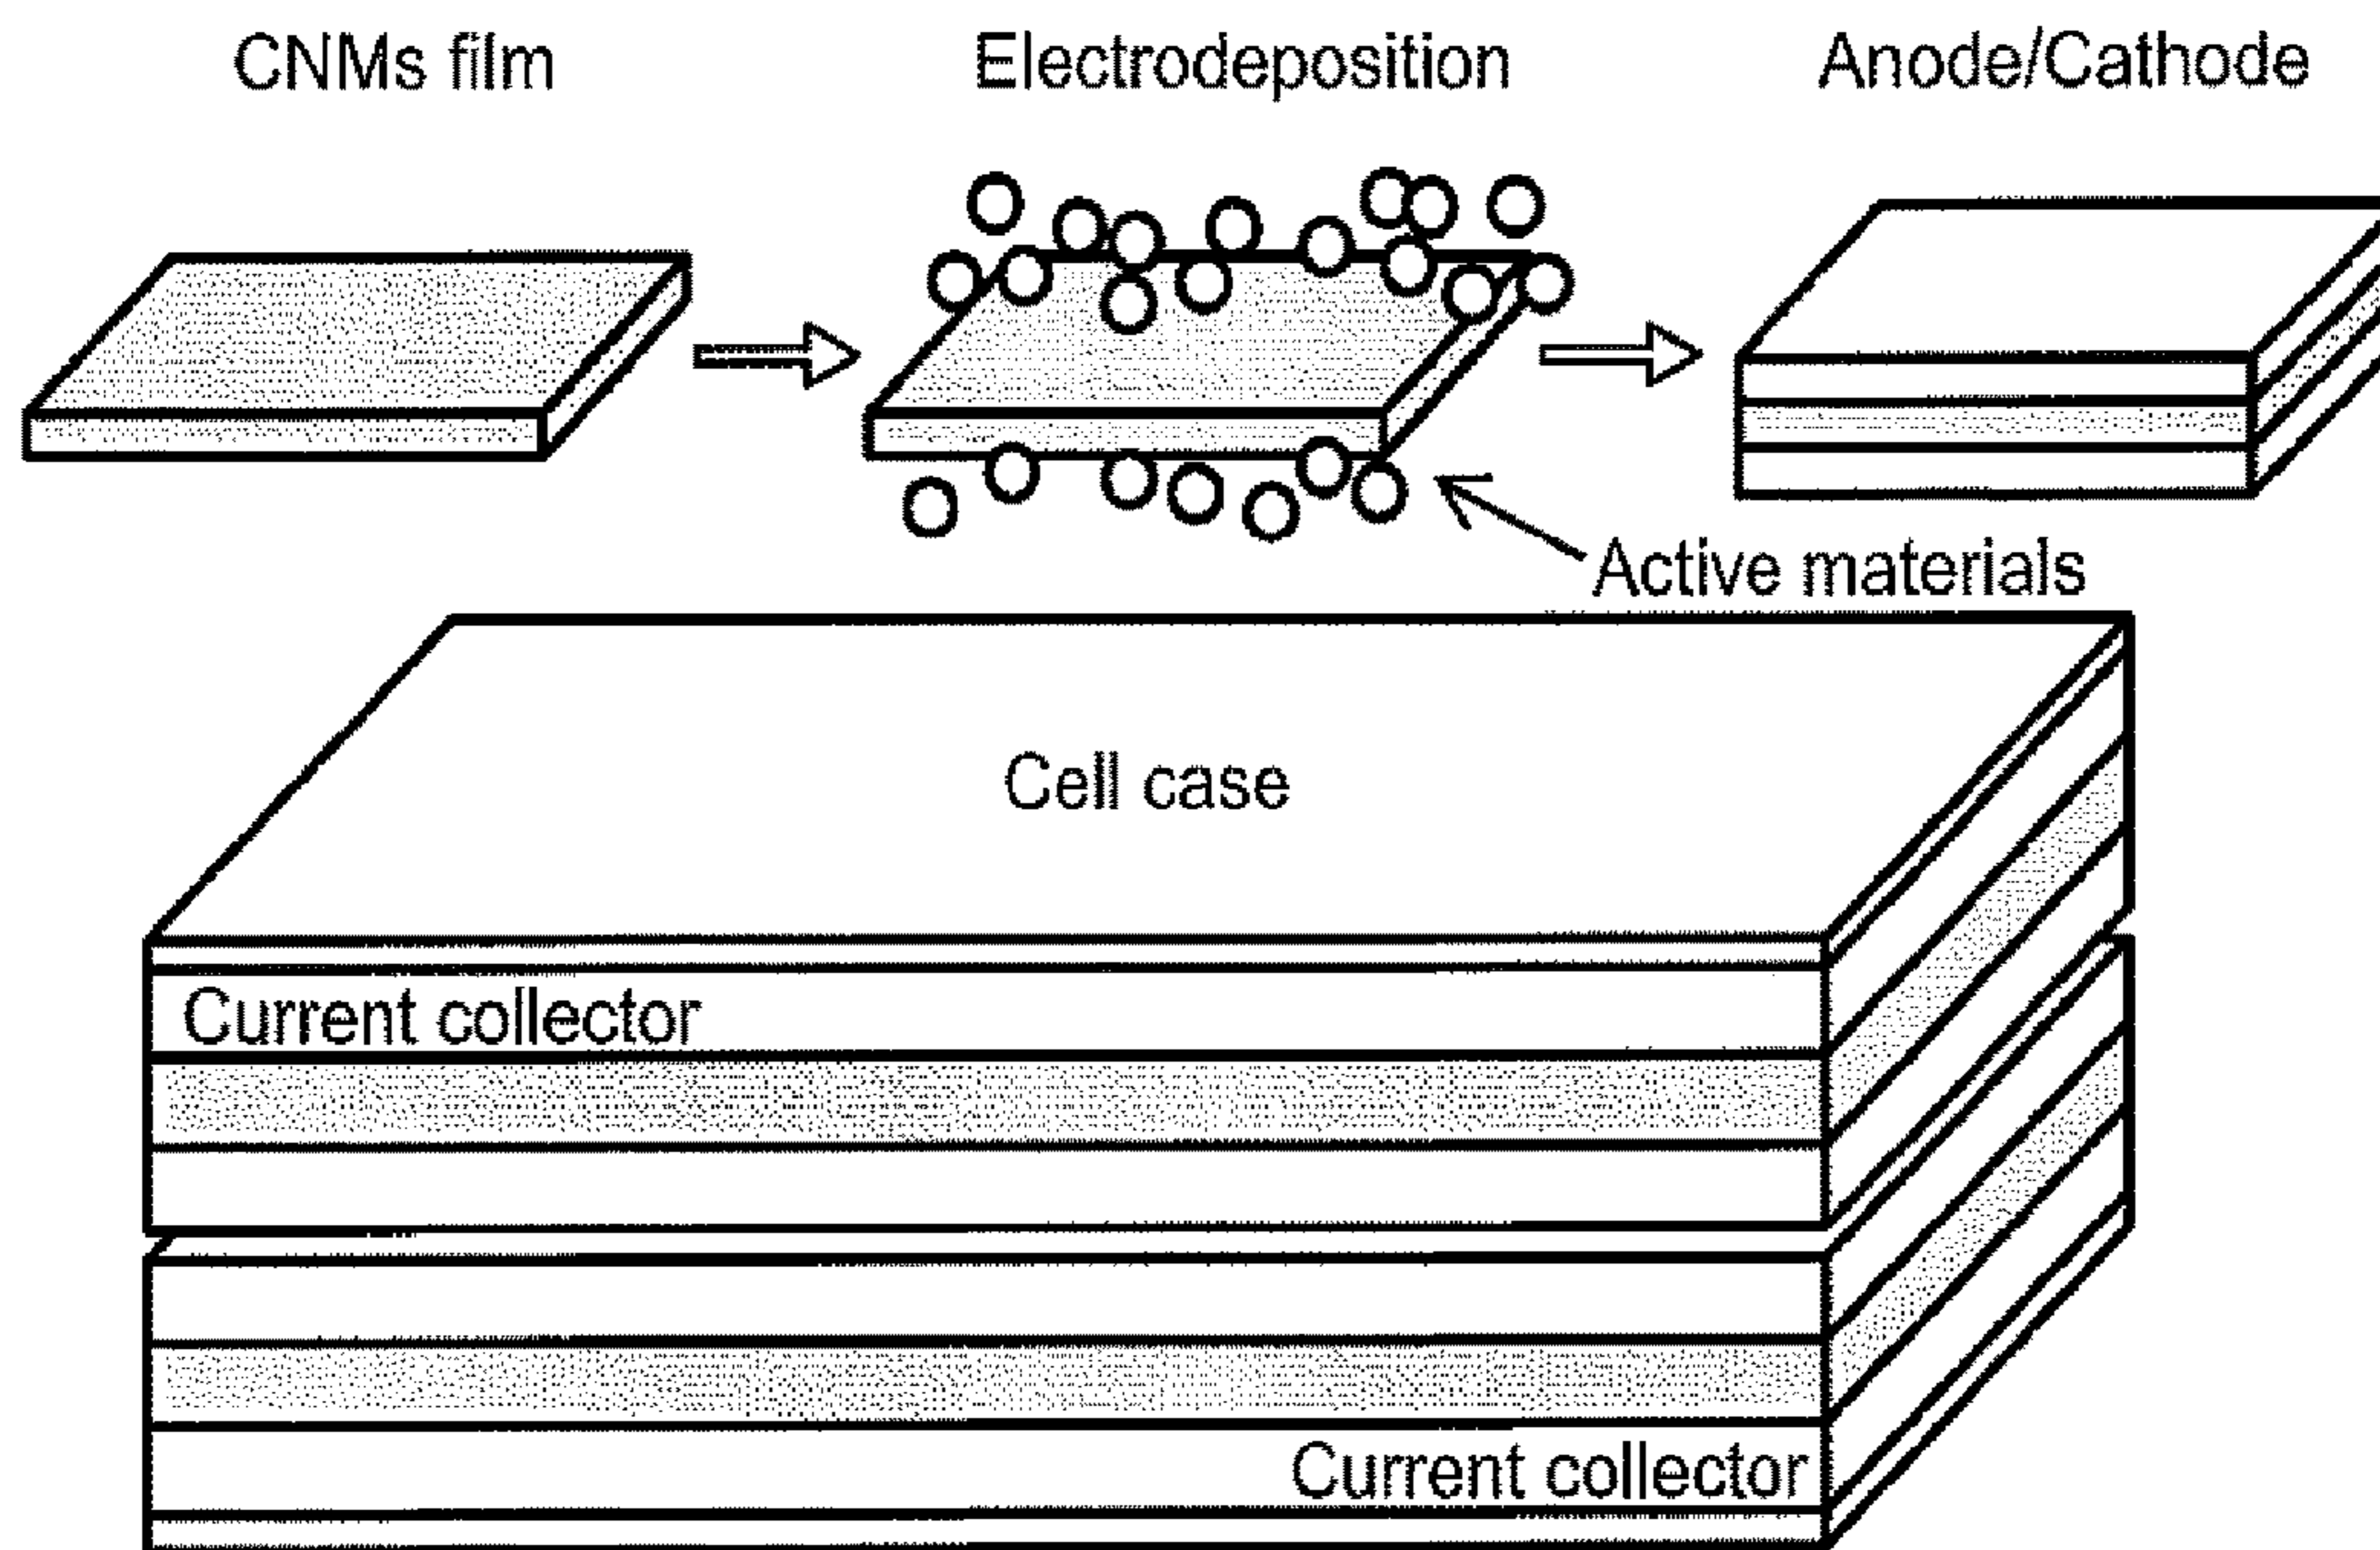 CNMs film
Electrodeposition
Anode/Cathode
Active materials
Cell case
Current collector
Current collector